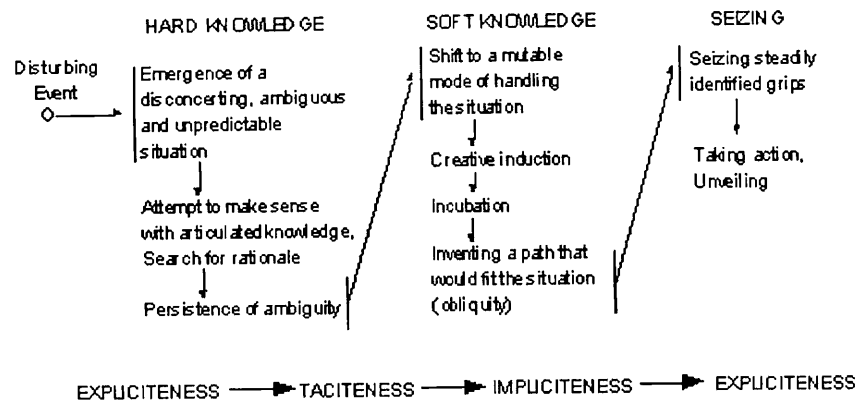 HARD KNOWLEDGE
SOFT KNOWLEDGE
SEIZING
Disturbing
Event
Emergence of a
disconcerting, ambiguous
and unpredictable
situation
Attempt to make sense
with articulated knowledge,
Search for rationale
Persistence of ambiguity
Shift to a mutable
mode of handling
the situation
Creative induction
Incubation
Inventing a path that
would fit the situation
(obliquity)
Seizing steadily
identified grips
Taking action,
Unveiling
EXPLICITENESS TACITENESS IMPLICITENESS EXPLICITENESS